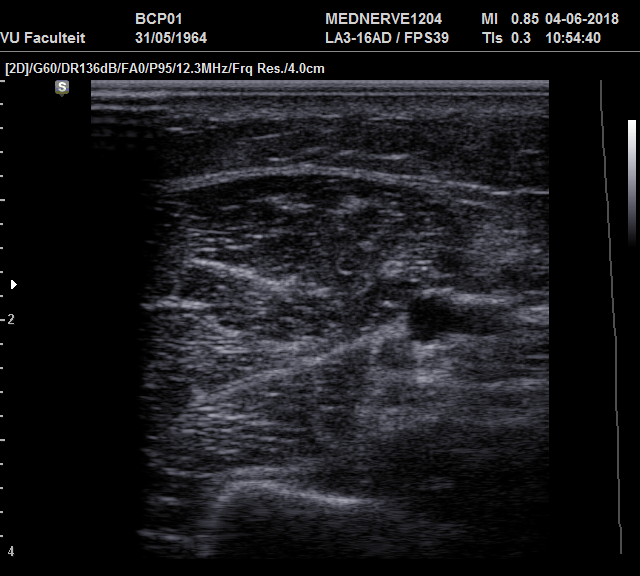 BCP01 MEDNERVE1204 MI 0.85 04-06-2018
VU Faculteit 31/05/1964 LA3-16AD / FPS39 TIs 0.3 10:54:40
[2D]/G60/DR136dB/FA0/P95/12.3MHz/Frq Res./4.0cm
S
2
4